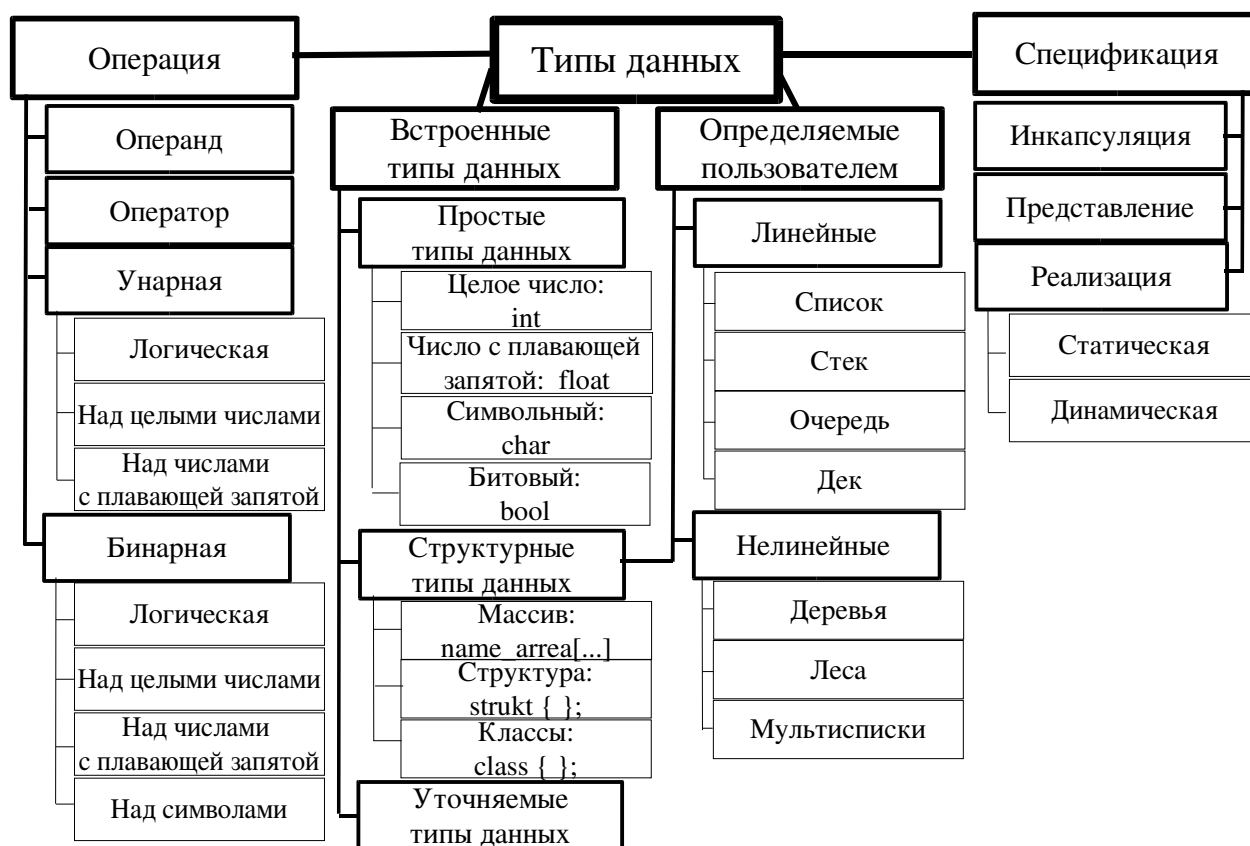 Операция
Типы данных
Спецификация
Операнд
Оператор
Унарная
Логическая
Над целыми числами
Над числами
с плавающей запятой
Бинарная
Логическая
Над целыми числами
Над числами
с плавающей запятой
Над символами
Встроенные
типы данных
Простые
типы данных
Целое число:
int
Число с плавающей
запятой: float
Символьный:
char
Битовый:
bool
Структурные
типы данных
Массив:
name_arrea[...]
Структура:
strukt { };
Классы:
class { };
Уточняемые
типы данных
Определяемые
пользователем
Линейные
Список
Стек
Очередь
Дек
Нелинейные
Деревья
Леса
Мультисписки
Инкапсуляция
Представление
Реализация
Статическая
Динамическая